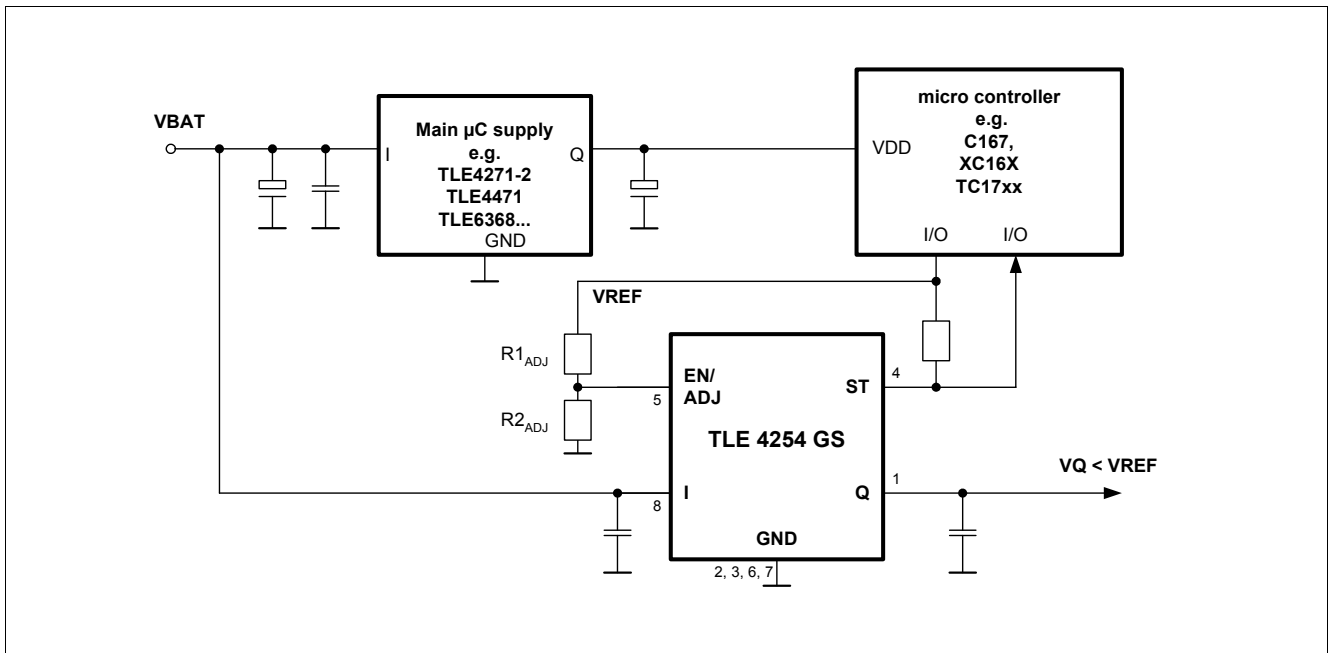 VBAT
I
Main µC supply
e.g.
TLE4271-2
TLE4471
TLE6368...
GND
Q
micro controller
e.g.
C167,
XC16X
TC17xx
VDD
I/O
I/O
VREF
R1ADJ
R2ADJ
EN/
ADJ
5
ST
4
TLE 4254 GS
I
8
Q
1
GND
2, 3, 6, 7
VQ < VREF